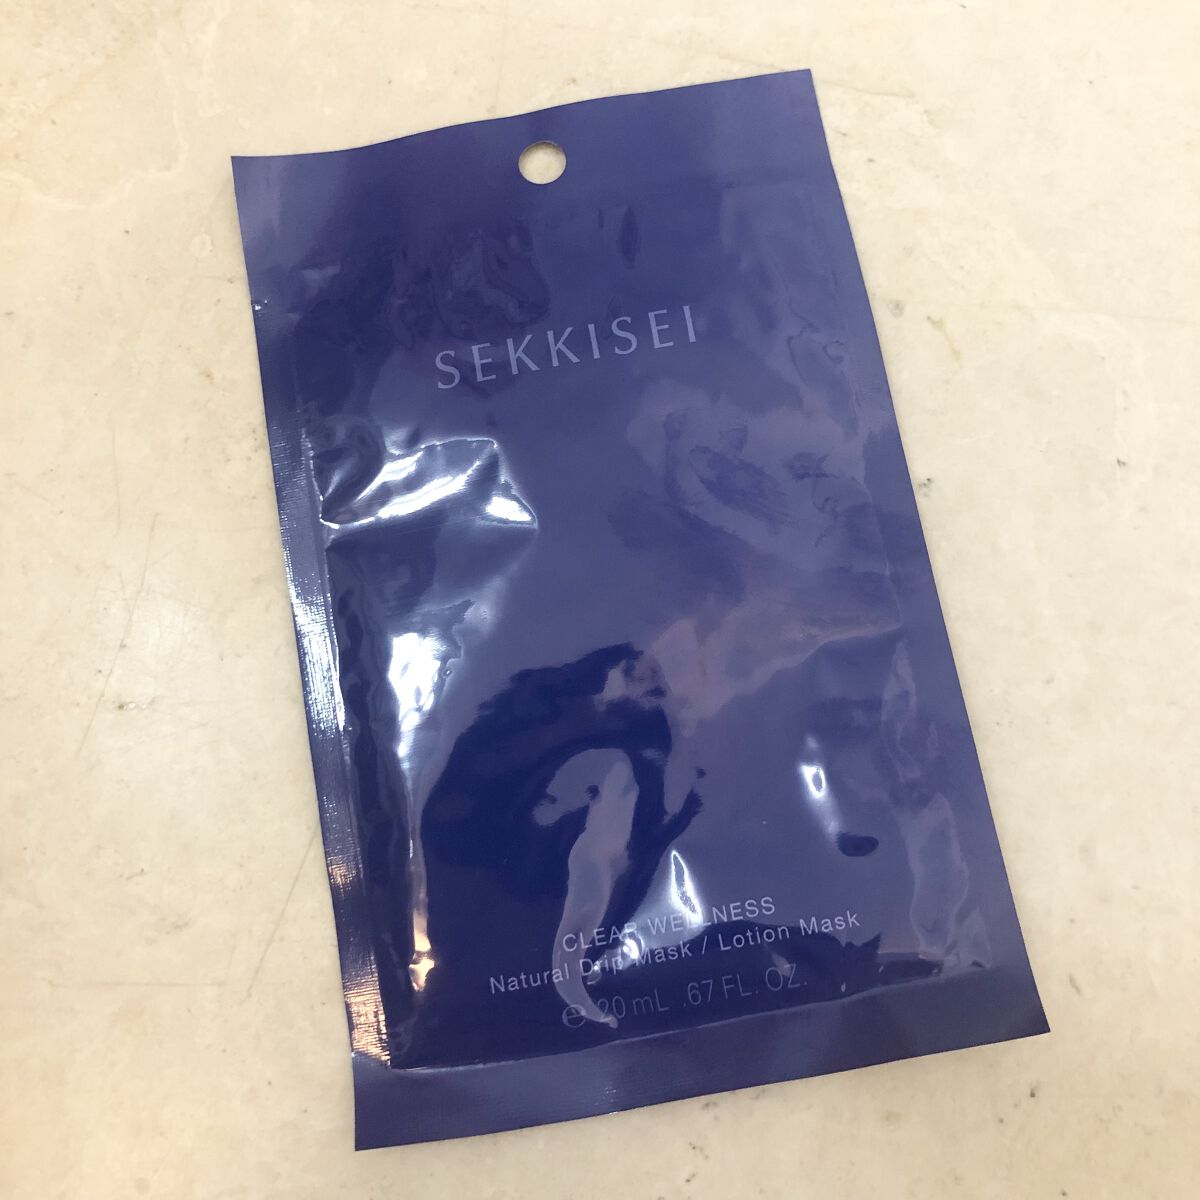 SEKKISEI
CLEAR WELLNESS
Natural Drip Mask / Lotion Mask
℮ 20 mL .67 FL. OZ.